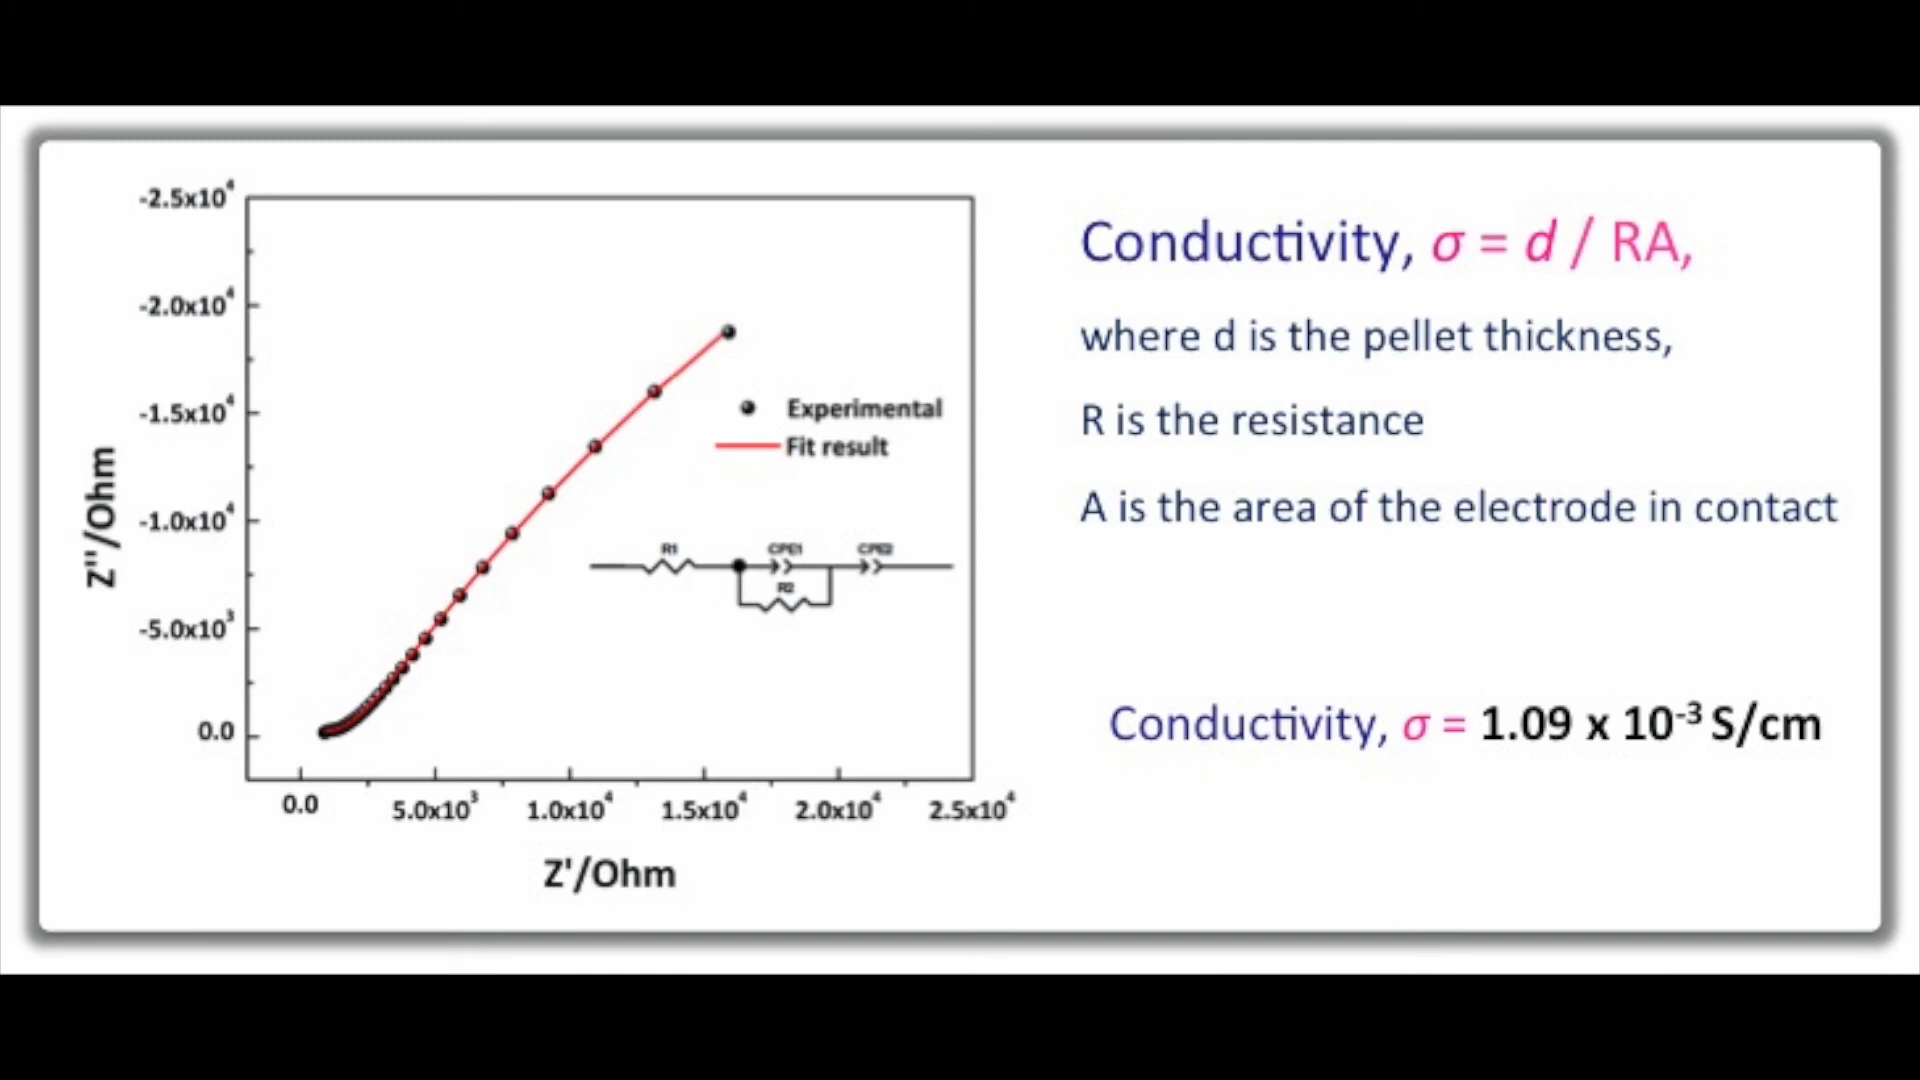 -2.5x10⁴
-2.0x10⁴
-1.5x10⁴
-1.0x10⁴
-5.0x10³
0.0
Z''/Ohm
0.0 5.0x10³ 1.0x10⁴ 1.5x10⁴ 2.0x10⁴ 2.5x10⁴
Z'/Ohm
Experimental
Fit result
R1 CPE1 CPE2
R2
Conductivity, σ = d / RA,
where d is the pellet thickness,
R is the resistance
A is the area of the electrode in contact
Conductivity, σ = 1.09 x 10⁻³ S/cm